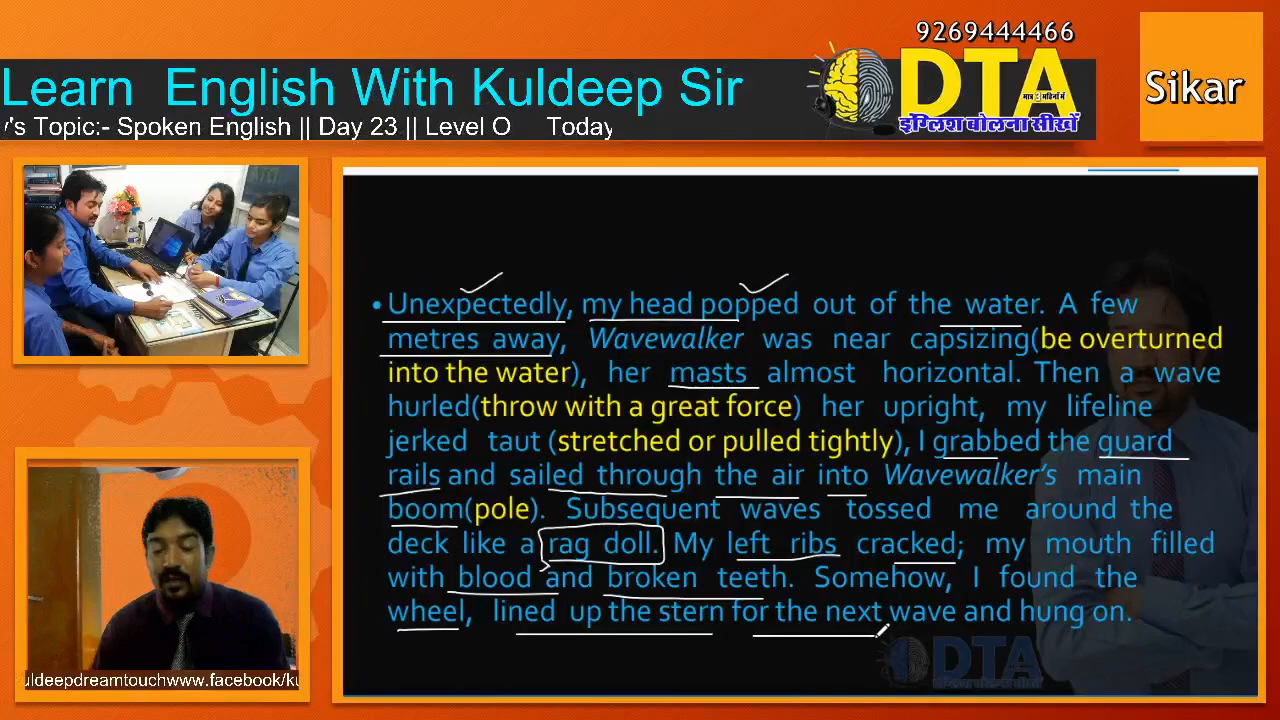 9269444466
Learn English With Kuldeep Sir
DTA
Sikar
y's Topic:- Spoken English || Day 23 || Level O Today
इंग्लिश बोलना सीखें
• Unexpectedly, my head popped out of the water. A few
metres away, Wavewalker was near capsizing(be overturned
into the water), her masts almost horizontal. Then a wave
hurled(throw with a great force) her upright, my lifeline
jerked taut (stretched or pulled tightly), I grabbed the guard
rails and sailed through the air into Wavewalker's main
boom(pole). Subsequent waves tossed me around the
deck like a rag doll. My left ribs cracked; my mouth filled
with blood and broken teeth. Somehow, I found the
wheel, lined up the stern for the next wave and hung on.
DTA
uldeepdreamtouchwww.facebook/ku